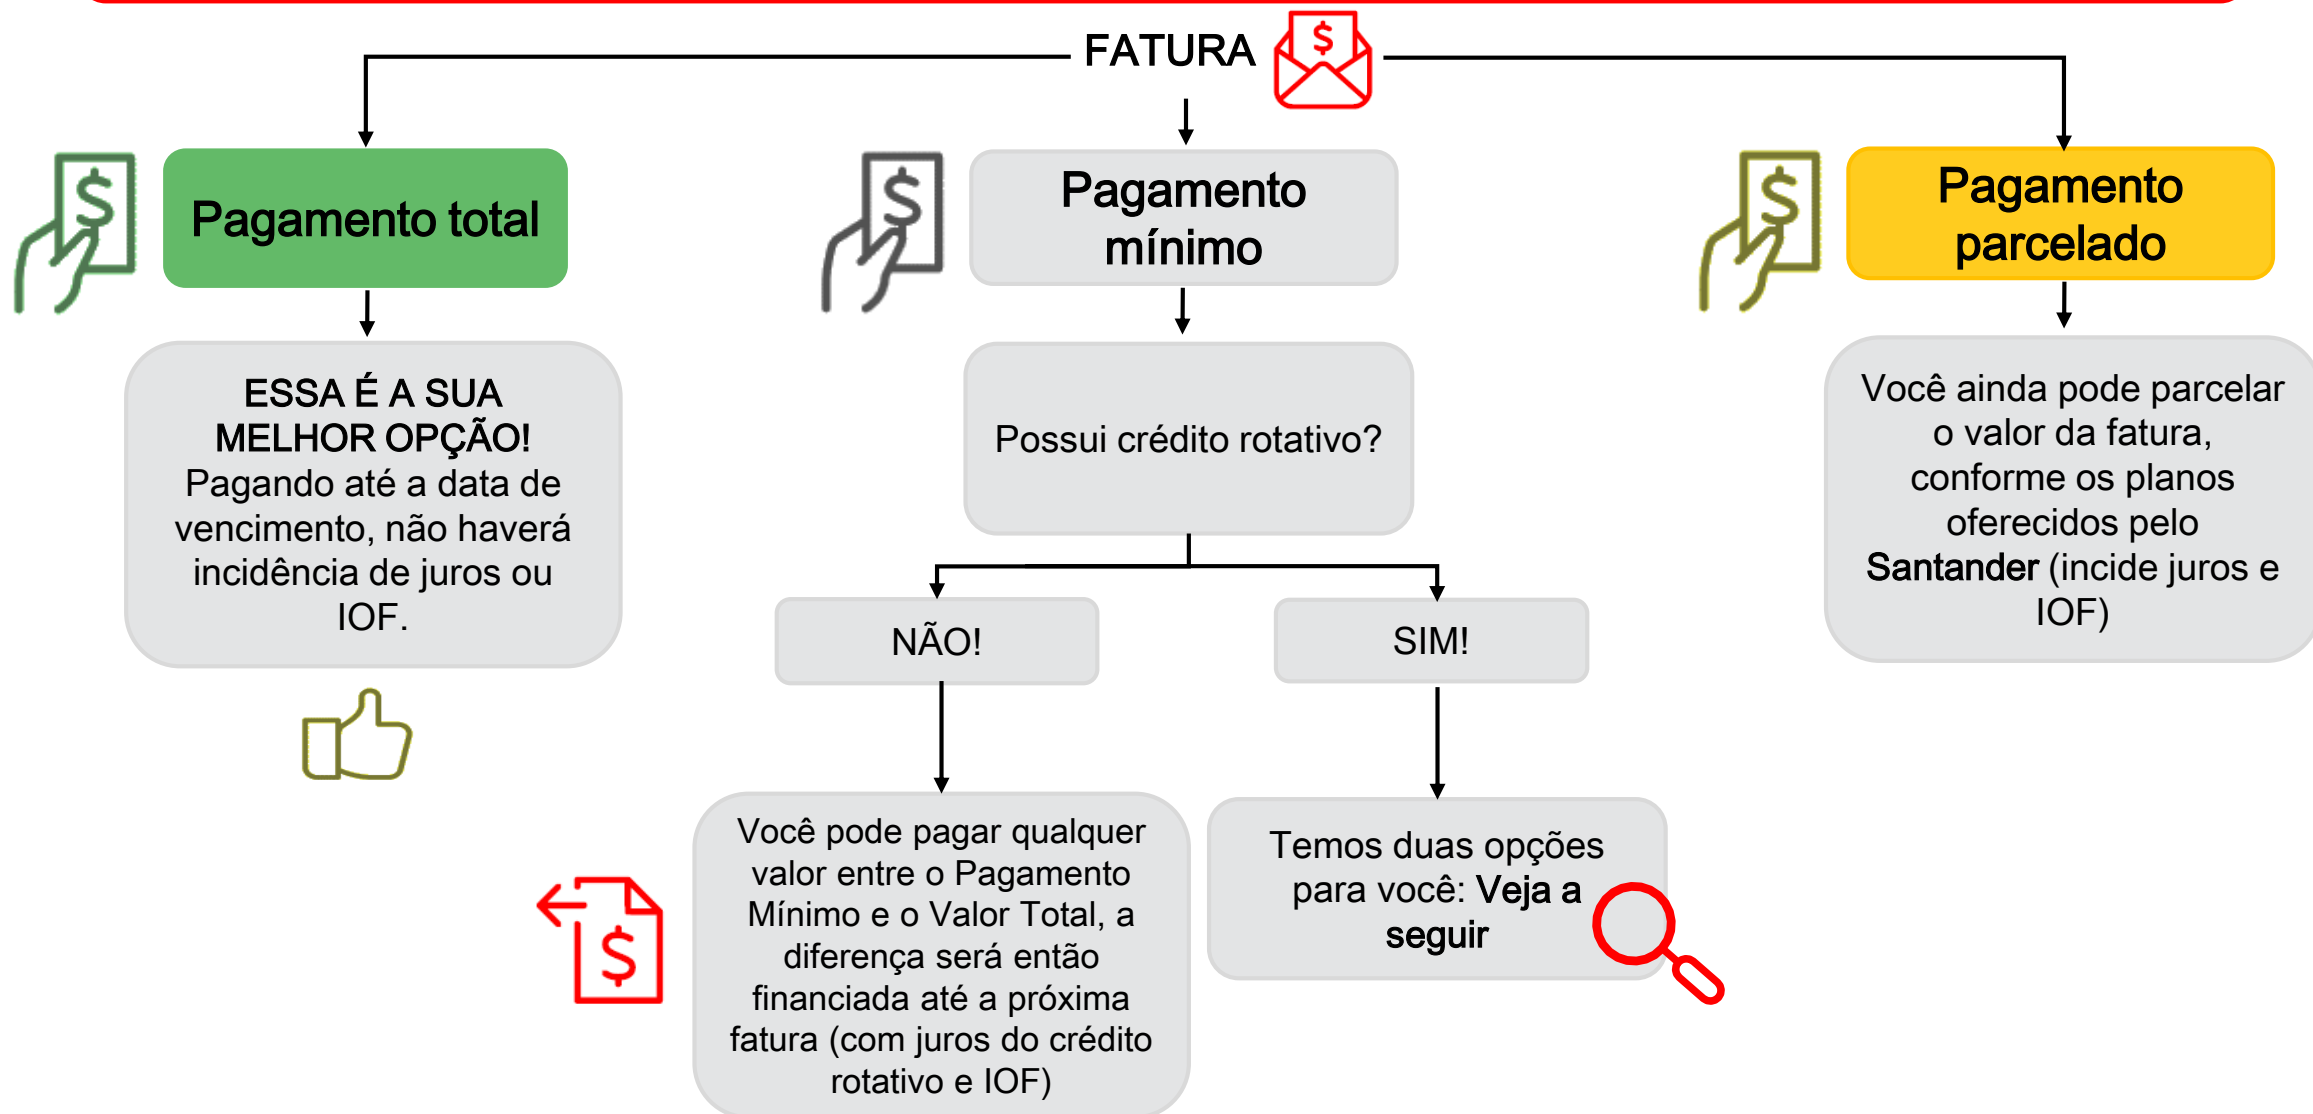 FATURA
Pagamento total
Pagamento
mínimo
Pagamento
parcelado
ESSA É A SUA
MELHOR OPÇÃO!
Pagando até a data de
vencimento, não haverá
incidência de juros ou
IOF.
Possui crédito rotativo?
Você ainda pode parcelar
o valor da fatura,
conforme os planos
oferecidos pelo
Santander (incide juros e
IOF)
NÃO!
SIM!
Você pode pagar qualquer
valor entre o Pagamento
Mínimo e o Valor Total, a
diferença será então
financiada até a próxima
fatura (com juros do crédito
rotativo e IOF)
Temos duas opções
para você: Veja a
seguir